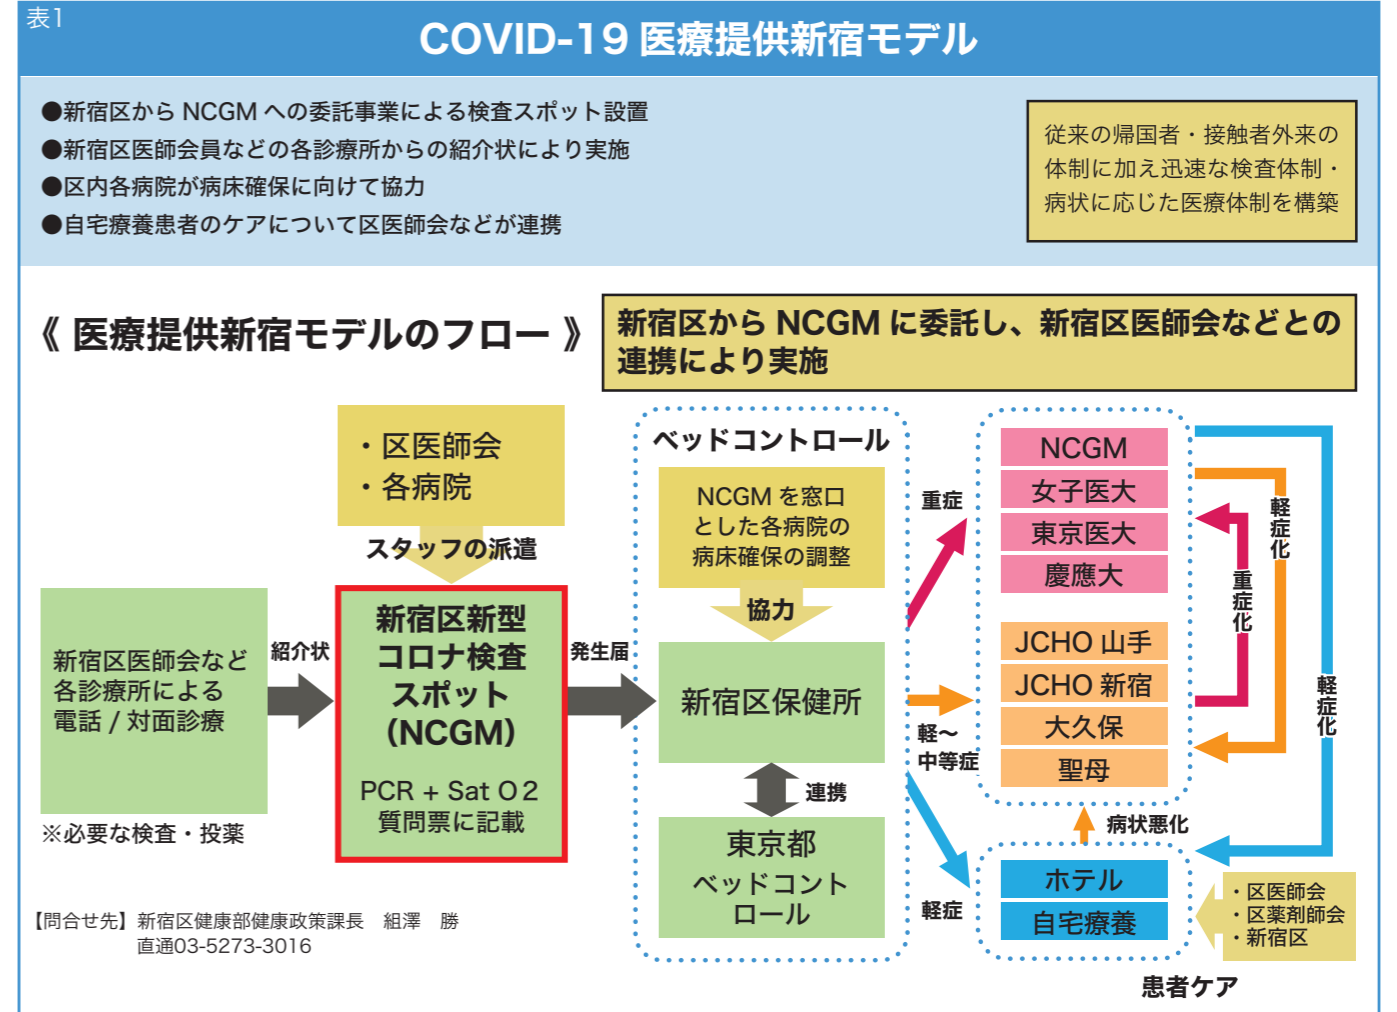 表1
COVID-19 医療提供新宿モデル
●新宿区から NCGM への委託事業による検査スポット設置
●新宿区医師会員などの各診療所からの紹介状により実施
●区内各病院が病床確保に向けて協力
●自宅療養患者のケアについて区医師会などが連携
従来の帰国者・接触者外来の
体制に加え迅速な検査体制・
病状に応じた医療体制を構築
《 医療提供新宿モデルのフロー 》
新宿区から NCGM に委託し、新宿区医師会などとの
連携により実施
・区医師会
・各病院
スタッフの派遣
新宿区医師会など
各診療所による
電話 / 対面診療
※必要な検査・投薬
紹介状
新宿区新型
コロナ検査
スポット
（NCGM）
PCR + Sat O 2
質問票に記載
発生届
ベッドコントロール
NCGM を窓口
とした各病院の
病床確保の調整
協力
新宿区保健所
連携
東京都
ベッドコント
ロール
重症
軽〜
中等症
軽症
NCGM
女子医大
東京医大
慶應大
JCHO 山手
JCHO 新宿
大久保
聖母
重症化
軽症化
軽症化
病状悪化
ホテル
自宅療養
・区医師会
・区薬剤師会
・新宿区
患者ケア
【問合せ先】新宿区健康部健康政策課長　組澤　勝
直通03-5273-3016